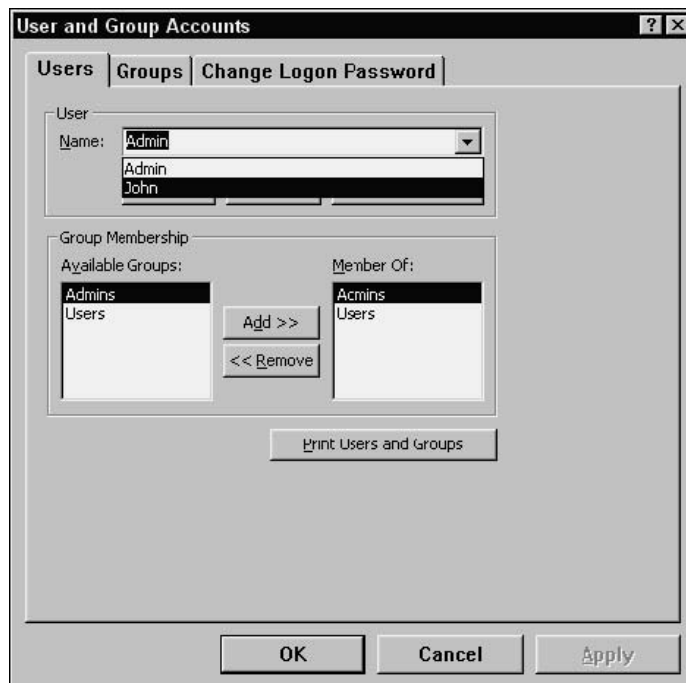 User and Group Accounts
Users Groups Change Logon Password
User
Name: Admin
Admin
John
Group Membership
Available Groups: Member Of:
Admins Acmins
Users Users
Add >>
<< Remove
Print Users and Groups
OK Cancel Apply